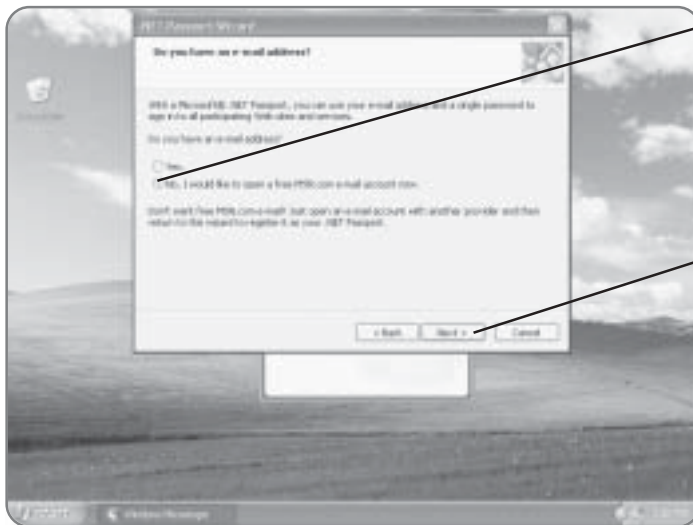 .NET Passport Wizard
Do you have an e-mail address?
With a Microsoft® .NET Passport, you can use your e-mail address and a single password to
sign in to all participating Web sites and services.
Do you have an e-mail address?
Yes.
No, I would like to open a free MSN.com e-mail account now.
Don't want free MSN.com e-mail? Just open an e-mail account with another provider and then
return to this wizard to register it as your .NET Passport.
< Back
Next >
Cancel
start
Windows Messenger